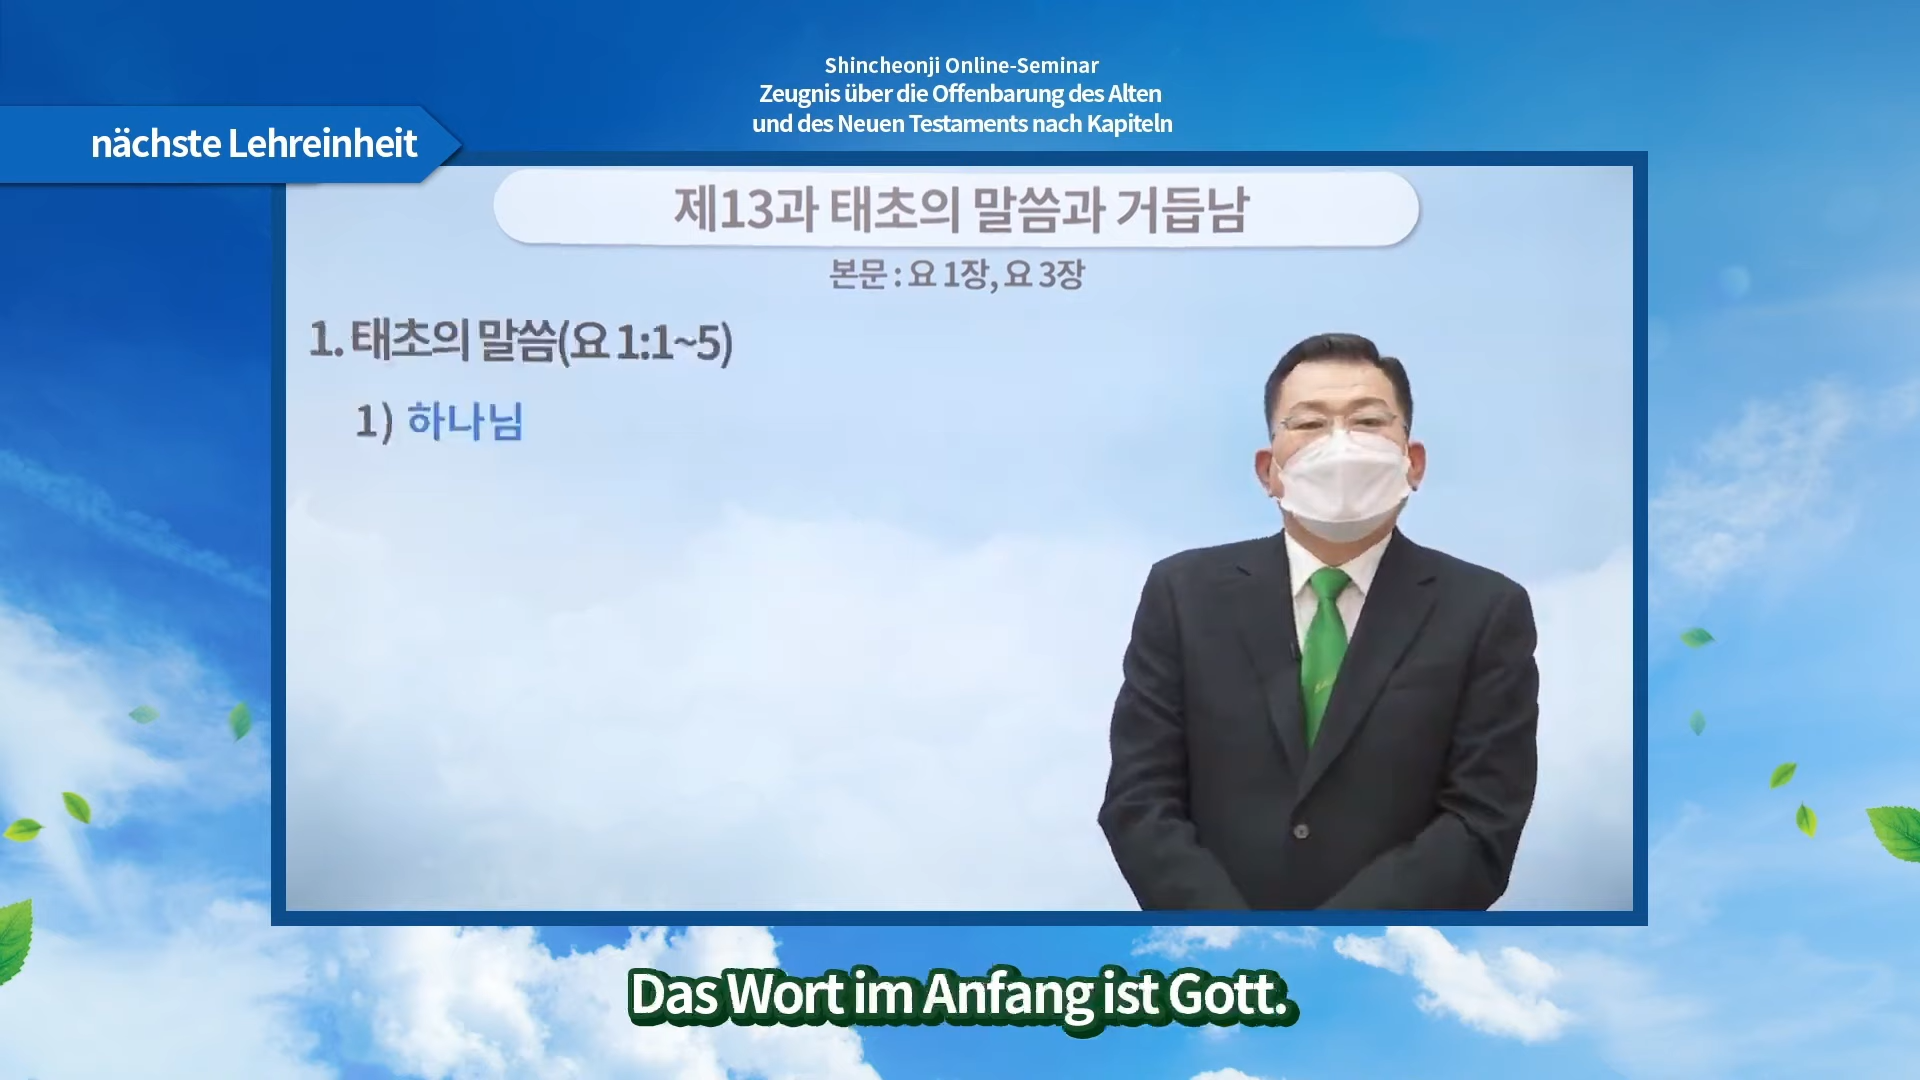 Shincheonji Online-Seminar
Zeugnis über die Offenbarung des Alten
und des Neuen Testaments nach Kapiteln
nächste Lehreinheit
제13과 태초의 말씀과 거듭남
본문 : 요 1장, 요 3장
1. 태초의 말씀(요 1:1~5)
1) 하나님
Das Wort im Anfang ist Gott.